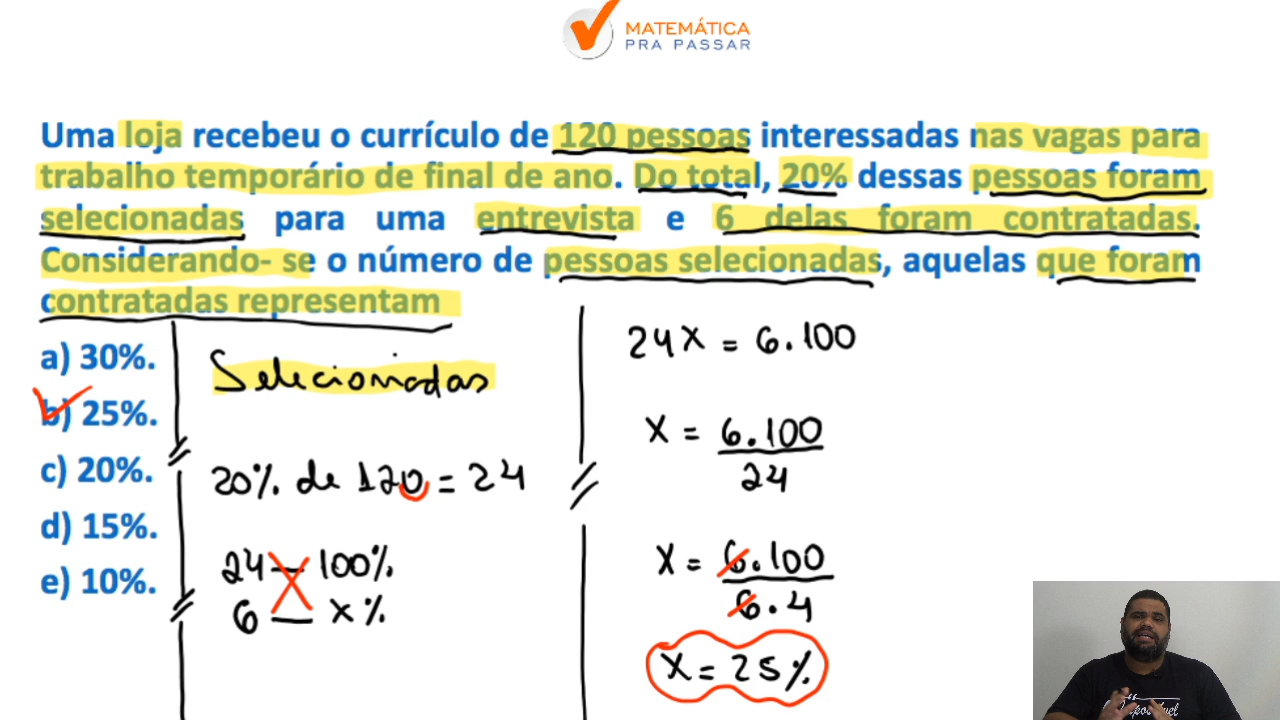 MATEMÁTICA
PRA PASSAR
Uma loja recebeu o currículo de 120 pessoas interessadas nas vagas para
trabalho temporário de final de ano. Do total, 20% dessas pessoas foram
selecionadas para uma entrevista e 6 delas foram contratadas.
Considerando- se o número de pessoas selecionadas, aquelas que foram
contratadas representam
a) 30%.
b) 25%.
c) 20%.
d) 15%.
e) 10%.
Selecionadas
20% de 120 = 24
24 — 100%
6 — x%
24x = 6.100
x = 6.100
24
x = 6.100
6.4
x = 25%